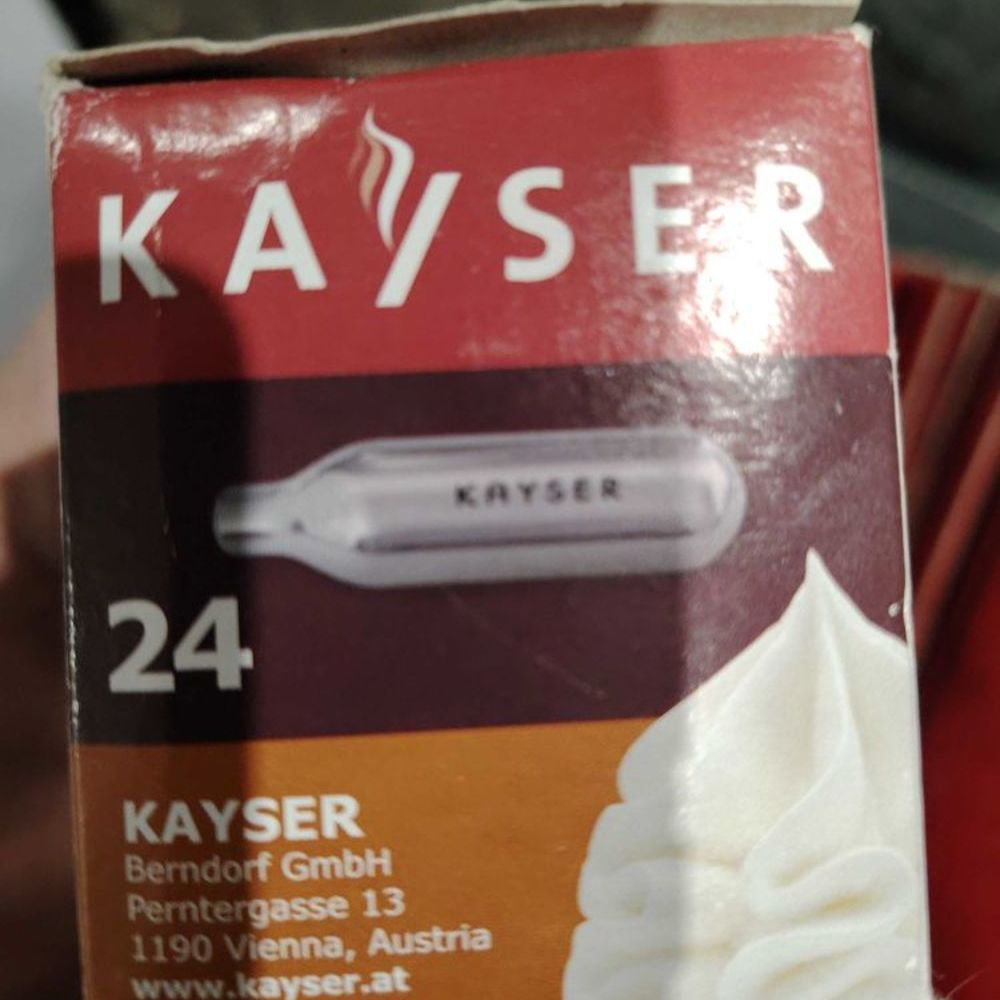 KAYSER
KAYSER
24
KAYSER
Berndorf GmbH
Perntergasse 13
1190 Vienna, Austria
www.kayser.at